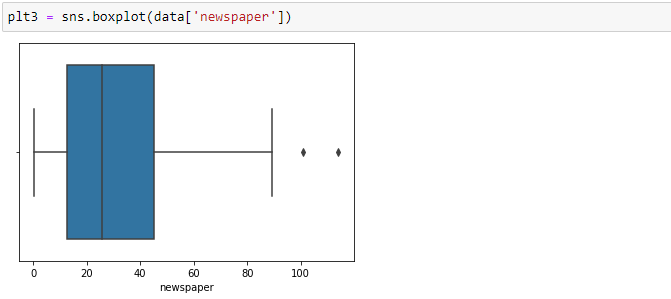 plt3 = sns.boxplot(data['newspaper'])
0 20 40 60 80 100
newspaper